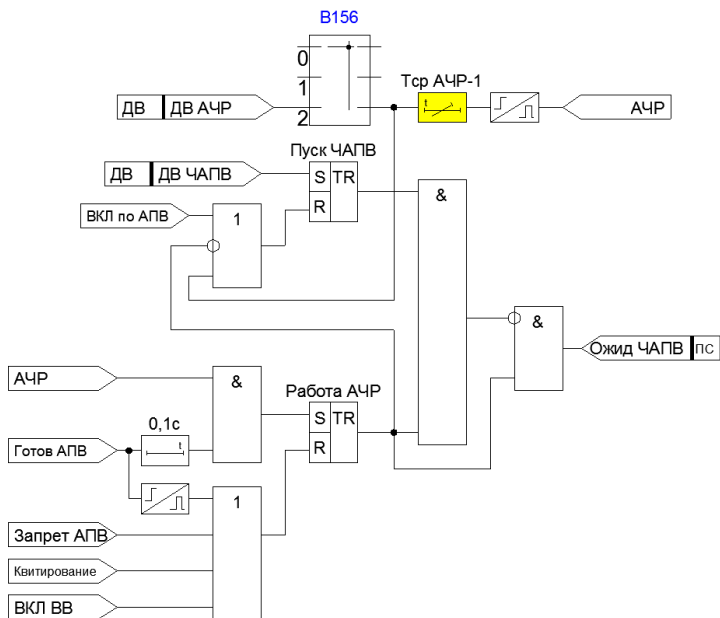 В156
0
1
2
Тср АЧР-1
ДВ ДВ АЧР
t
АЧР
Пуск ЧАПВ
ДВ ДВ ЧАПВ
S TR
R
&
ВКЛ по АПВ
1
&
Ожид ЧАПВ ПС
АЧР
&
Работа АЧР
S TR
R
0,1с
Готов АПВ
t
1
Запрет АПВ
Квитирование
ВКЛ ВВ